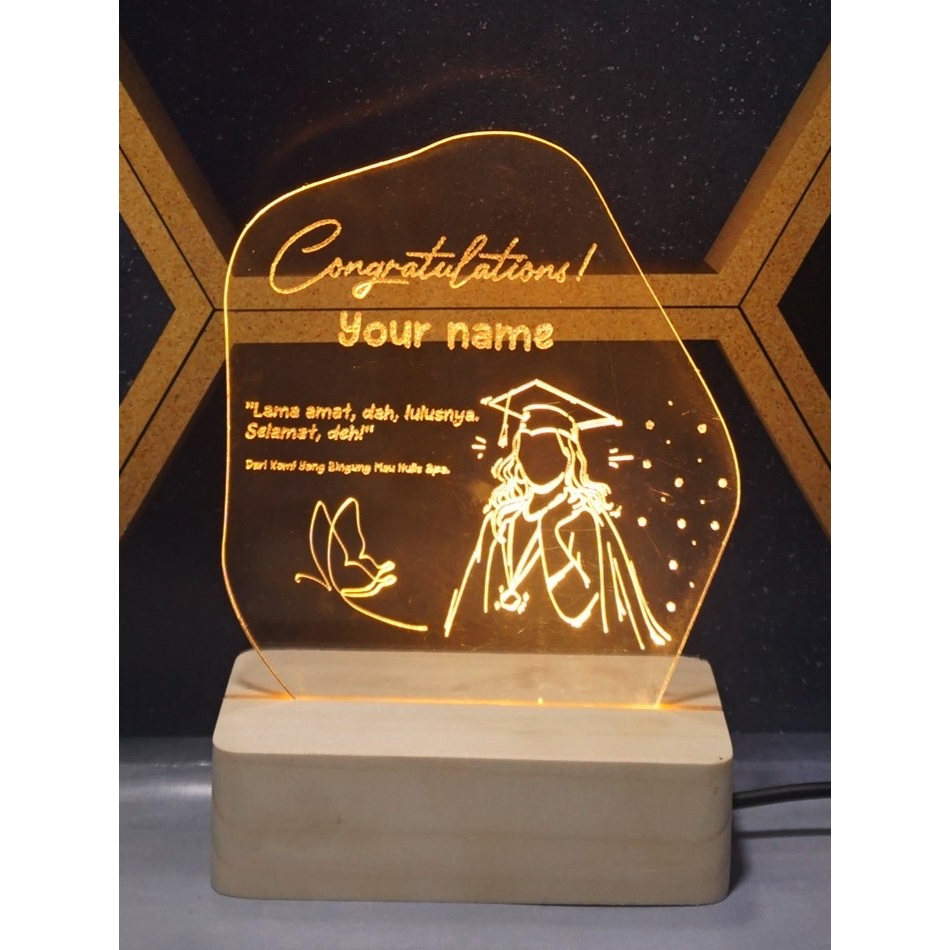 Congratulations!
Your name
"Lama amat, dah, lulusnya.
Selamat, deh!"
Dari Kami Yang Bingung Mau Nulis Apa.